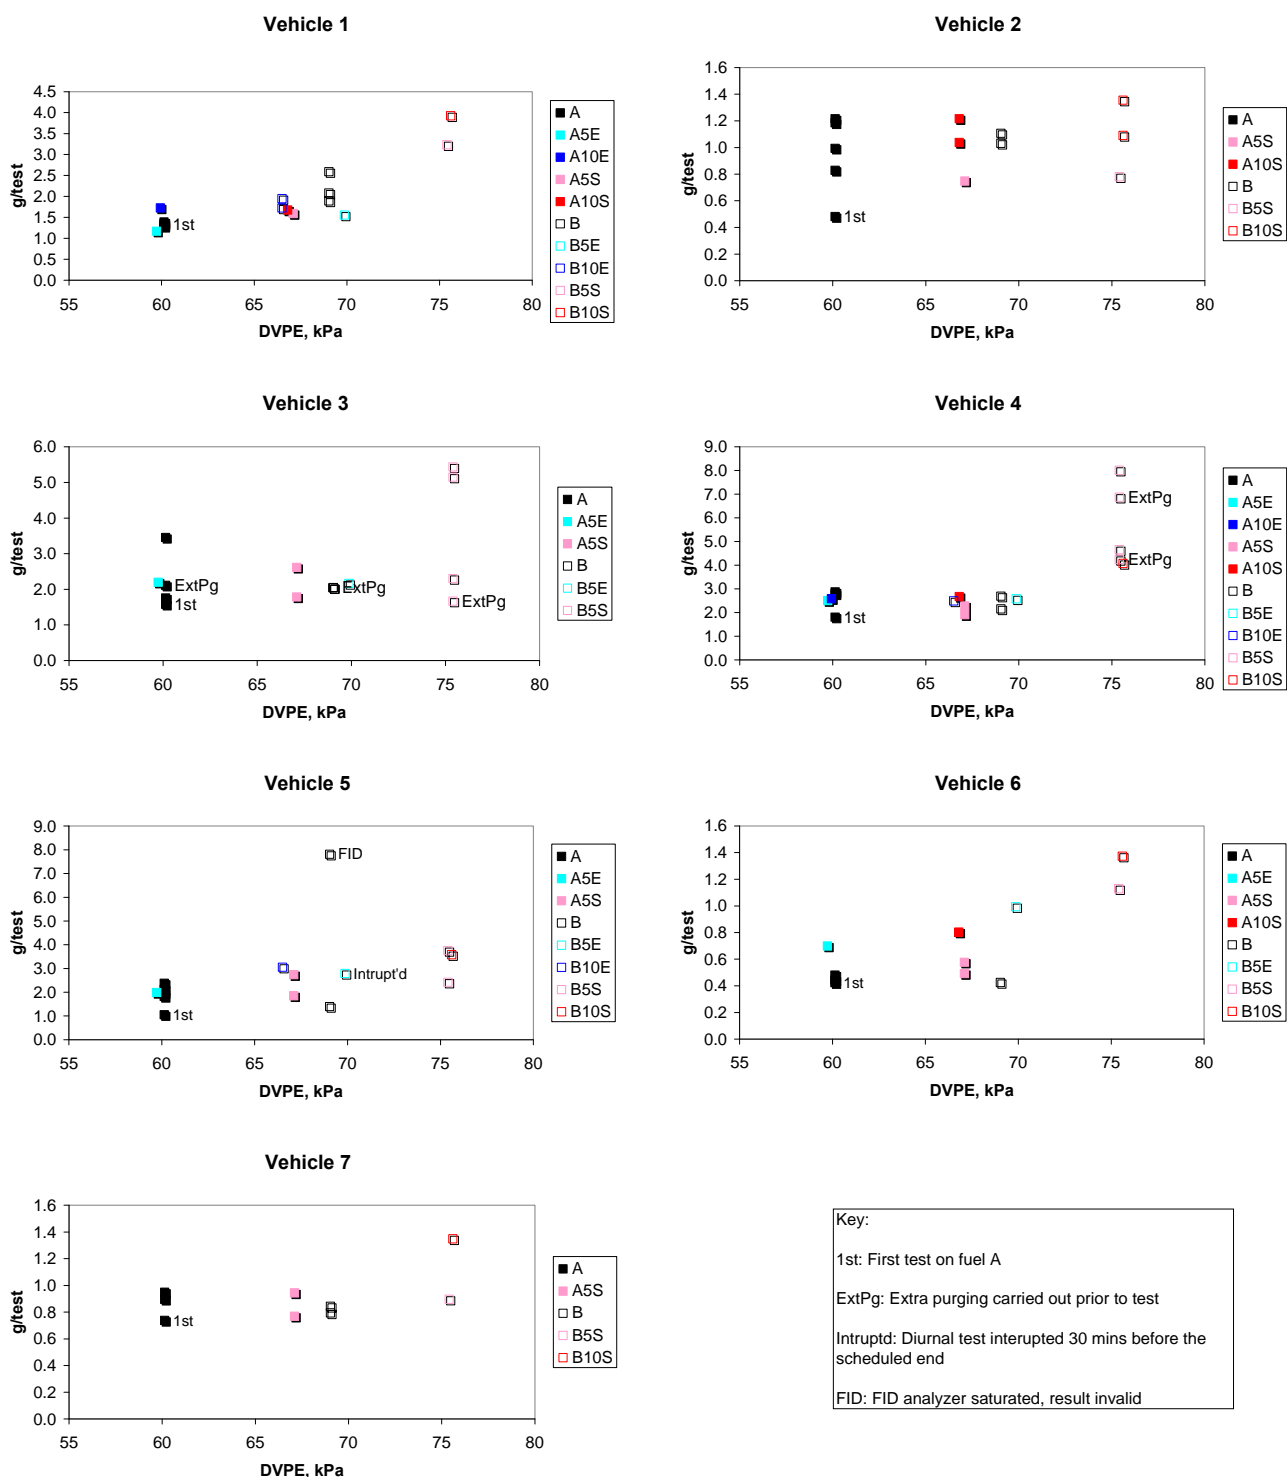 Vehicle 1
g/test
4.5
4.0
3.5
3.0
2.5
2.0
1.5
1.0
0.5
0.0
1st
55 60 65 70 75 80
DVPE, kPa
A
A5E
A10E
A5S
A10S
B
B5E
B10E
B5S
B10S
Vehicle 2
g/test
1.6
1.4
1.2
1.0
0.8
0.6
0.4
0.2
0.0
1st
55 60 65 70 75 80
DVPE, kPa
A
A5S
A10S
B
B5S
B10S
Vehicle 3
g/test
6.0
5.0
4.0
3.0
2.0
1.0
0.0
ExtPg
1st
ExtPg
ExtPg
55 60 65 70 75 80
DVPE, kPa
A
A5E
A5S
B
B5E
B5S
Vehicle 4
g/test
9.0
8.0
7.0
6.0
5.0
4.0
3.0
2.0
1.0
0.0
ExtPg
ExtPg
1st
55 60 65 70 75 80
DVPE, kPa
A
A5E
A10E
A5S
A10S
B
B5E
B10E
B5S
B10S
Vehicle 5
g/test
9.0
8.0
7.0
6.0
5.0
4.0
3.0
2.0
1.0
0.0
FID
Intrupt'd
1st
55 60 65 70 75 80
DVPE, kPa
A
A5E
A5S
B
B5E
B10E
B5S
B10S
Vehicle 6
g/test
1.6
1.4
1.2
1.0
0.8
0.6
0.4
0.2
0.0
1st
55 60 65 70 75 80
DVPE, kPa
A
A5E
A5S
A10S
B
B5E
B5S
B10S
Vehicle 7
g/test
1.6
1.4
1.2
1.0
0.8
0.6
0.4
0.2
0.0
1st
55 60 65 70 75 80
DVPE, kPa
A
A5S
B
B5S
B10S
Key:
1st: First test on fuel A
ExtPg: Extra purging carried out prior to test
Intruptd: Diurnal test interupted 30 mins before the
scheduled end
FID: FID analyzer saturated, result invalid